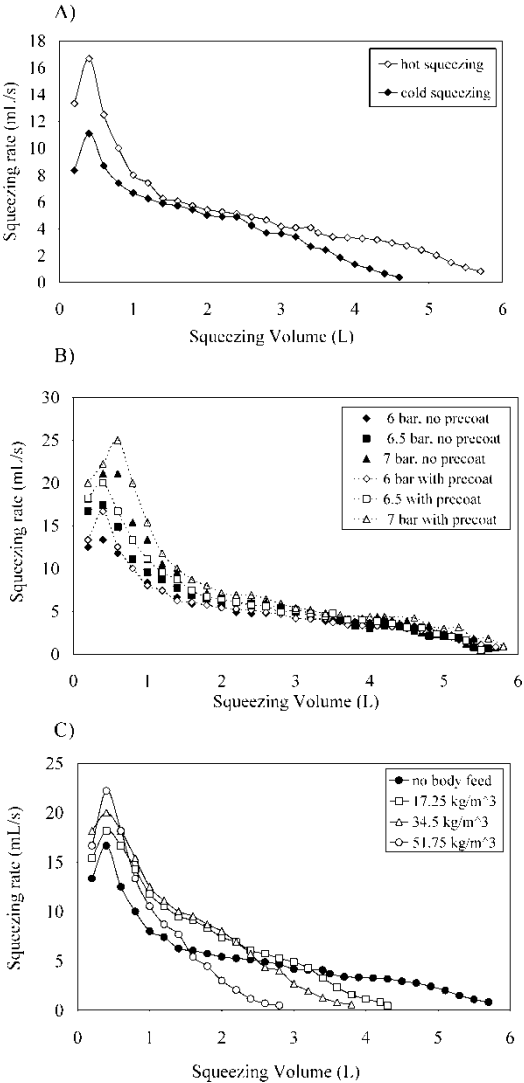 A)
18
16
14
12
10
8
6
4
2
0
Squeezing rate (mL/s)
hot squeezing
cold squeezing
0 1 2 3 4 5 6
Squeezing Volume (L)
B)
30
25
20
15
10
5
0
Squeezing rate (mL/s)
6 bar, no precoat
6.5 bar, no precoat
7 bar, no precoat
6 bar with precoat
6.5 with precoat
7 bar with precoat
0 1 2 3 4 5 6
Squeezing Volume (L)
C)
25
20
15
10
5
0
Squeezing rate (mL/s)
no body feed
17.25 kg/m^3
34.5 kg/m^3
51.75 kg/m^3
0 1 2 3 4 5 6
Squeezing Volume (L)